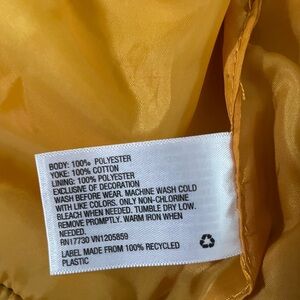 BODY: 100% POLYESTER
YOKE: 100% COTTON
LINING: 100% POLYESTER
EXCLUSIVE OF DECORATION
WASH BEFORE WEAR. MACHINE WASH COLD
WITH LIKE COLORS. ONLY NON-CHLORINE
BLEACH WHEN NEEDED. TUMBLE DRY LOW.
REMOVE PROMPTLY. WARM IRON WHEN
NEEDED.
RN17730 VN1205859
LABEL MADE FROM 100% RECYCLED
PLASTIC